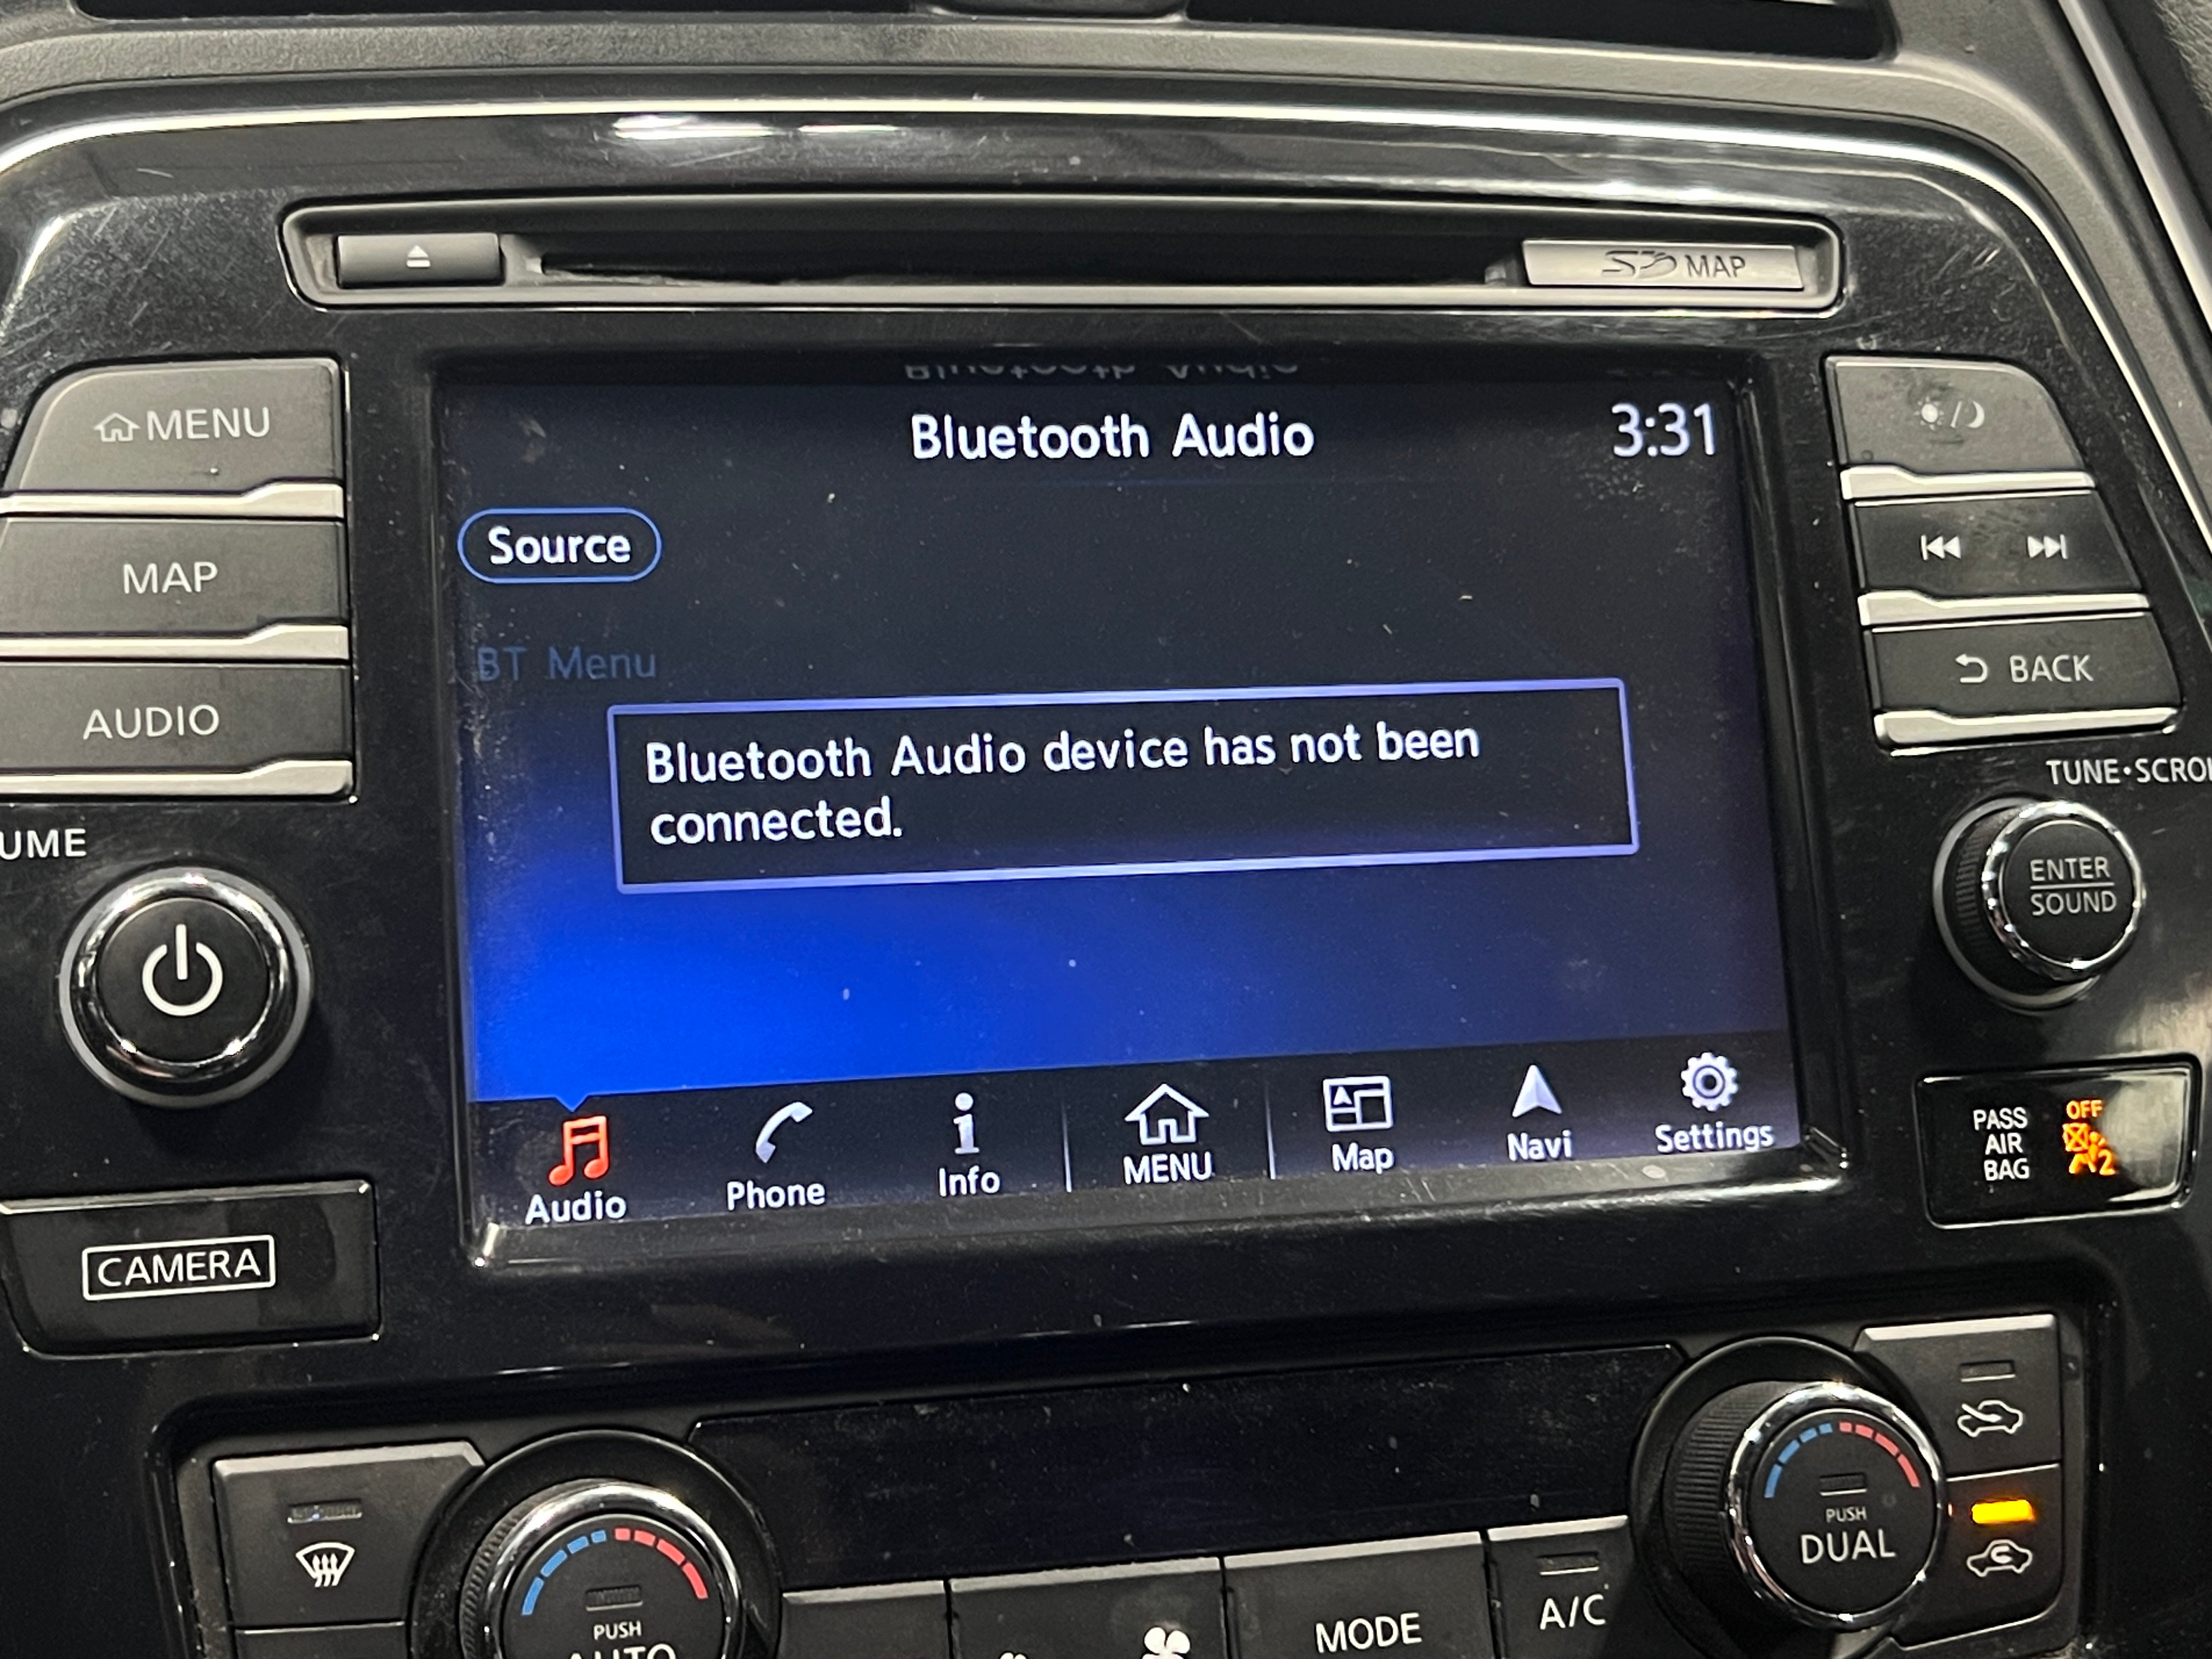 MAP
MENU
MAP
AUDIO
UME
CAMERA
Bluetooth Audio
3:31
Source
BT Menu
Bluetooth Audio device has not been
connected.
Audio
Phone
Info
MENU
Map
Navi
Settings
BACK
TUNE•SCRO
ENTER
SOUND
PASS
AIR
BAG
OFF
2
PUSH
AUTO
MODE
A/C
PUSH
DUAL